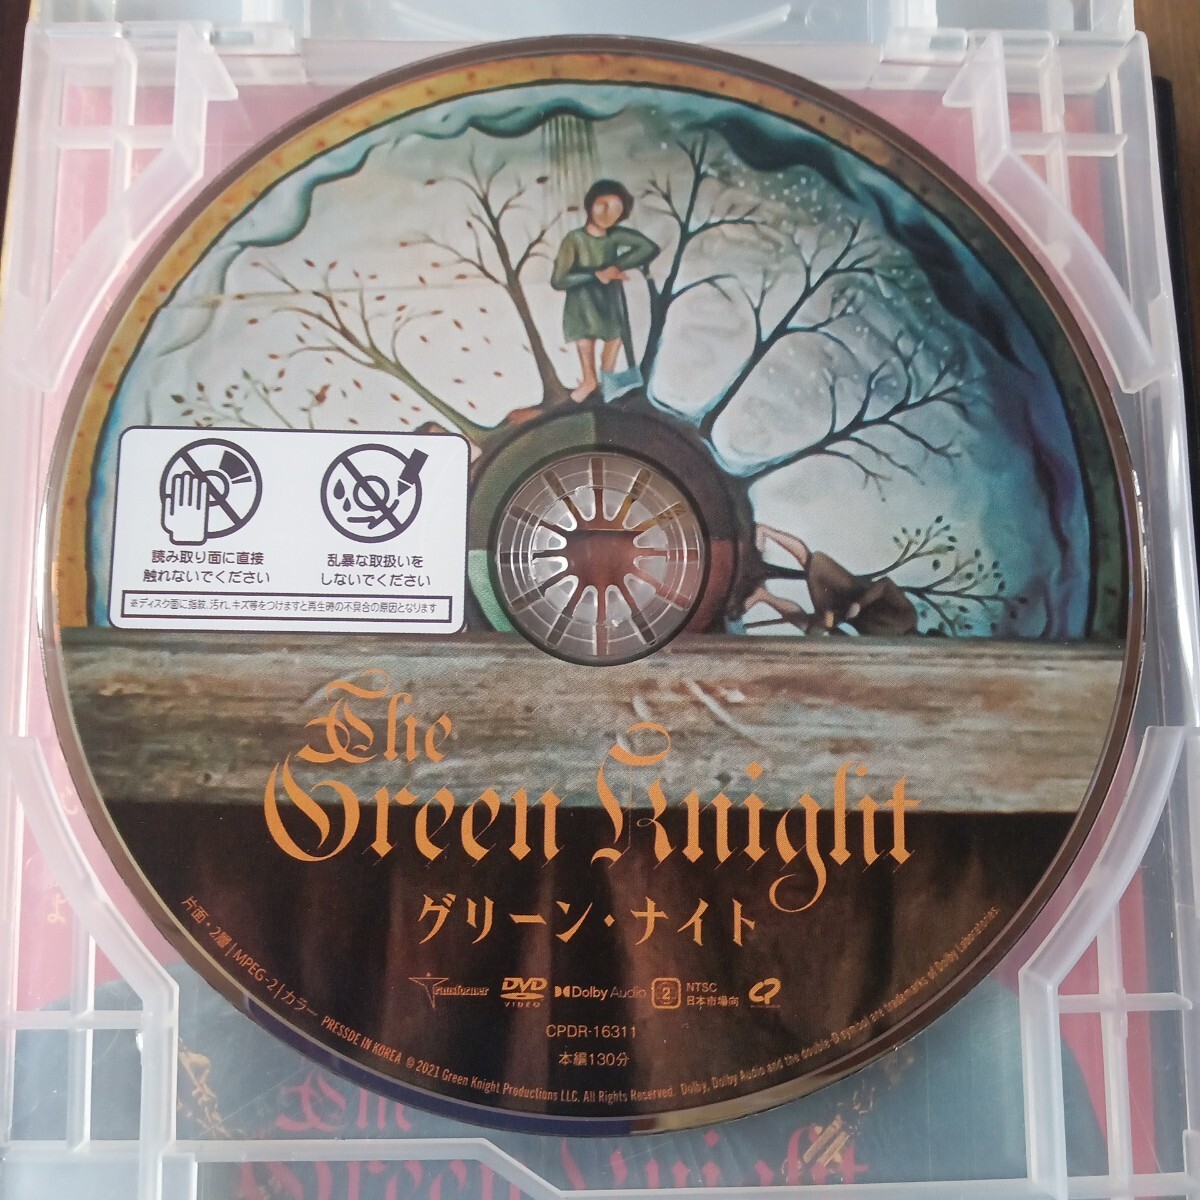 読み取り面に直接
触れないでください
乱暴な取扱いを
しないでください
※ディスク面に指紋、汚れ、キズ等をつけますと再生時の不具合の原因となります
The
Green Knight
グリーン・ナイト
Transformer
DVD
VIDEO
Dolby Audio
2
NTSC
日本市場向
CPDR-16311
本編130分
片面・2層 | MPEG-2 | カラー PRESSDE IN KOREA © 2021 Green Knight Productions LLC. All Rights Reserved. Dolby, Dolby Audio and the double-D symbol are trademarks of Dolby Laboratories.
よ
The
Green Knight